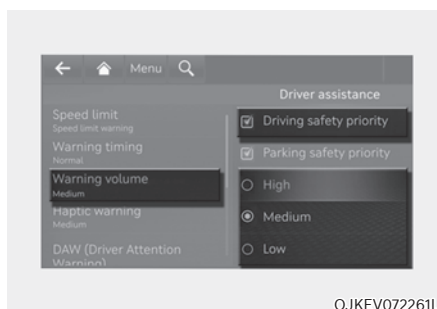 Menu
Driver assistance
Speed limit
Speed limit warning
Warning timing
Normal
Warning volume
Medium
Haptic warning
Medium
DAW (Driver Attention
Warning)
Driving safety priority
Parking safety priority
High
Medium
Low
OJKEV072261L